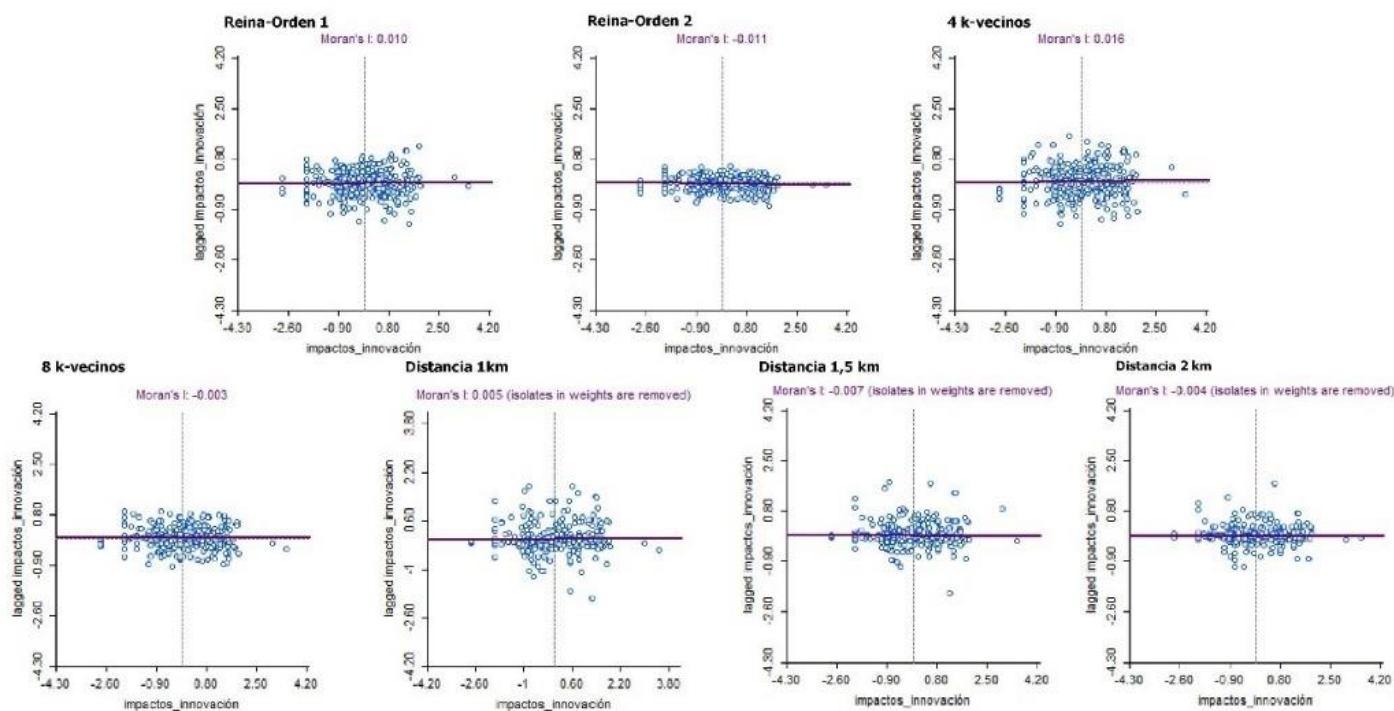 Reina-Orden 1
Moran's I: 0.010
lagged impactos_innovación
4.20
2.50
0.80
-0.90
-2.60
-4.30
-4.30 -2.60 -0.90 0.80 2.50 4.20
impactos_innovación
Reina-Orden 2
Moran's I: -0.011
lagged impactos_innovación
4.20
2.50
0.80
-0.90
-2.60
-4.30
-4.30 -2.60 -0.90 0.80 2.50 4.20
impactos_innovación
4 k-vecinos
Moran's I: 0.016
lagged impactos_innovación
4.20
2.50
0.80
-0.90
-2.60
-4.30
-4.30 -2.60 -0.90 0.80 2.50 4.20
impactos_innovación
8 k-vecinos
Moran's I: -0.003
lagged impactos_innovación
4.20
2.50
0.80
-0.90
-2.60
-4.30
-4.30 -2.60 -0.90 0.80 2.50 4.20
impactos_innovación
Distancia 1km
Moran's I: 0.005 (isolates in weights are removed)
lagged impactos_innovación
3.80
2.20
0.60
-1
-2.60
-4.20
-4.20 -2.60 -1 0.60 2.20 3.80
impactos_innovación
Distancia 1,5 km
Moran's I: -0.007 (isolates in weights are removed)
lagged impactos_innovación
4.20
2.50
0.80
-0.90
-2.60
-4.30
-4.30 -2.60 -0.90 0.80 2.50 4.20
impactos_innovación
Distancia 2 km
Moran's I: -0.004 (isolates in weights are removed)
lagged impactos_innovación
4.20
2.50
0.80
-0.90
-2.60
-4.30
-4.30 -2.60 -0.90 0.80 2.50 4.20
impactos_innovación